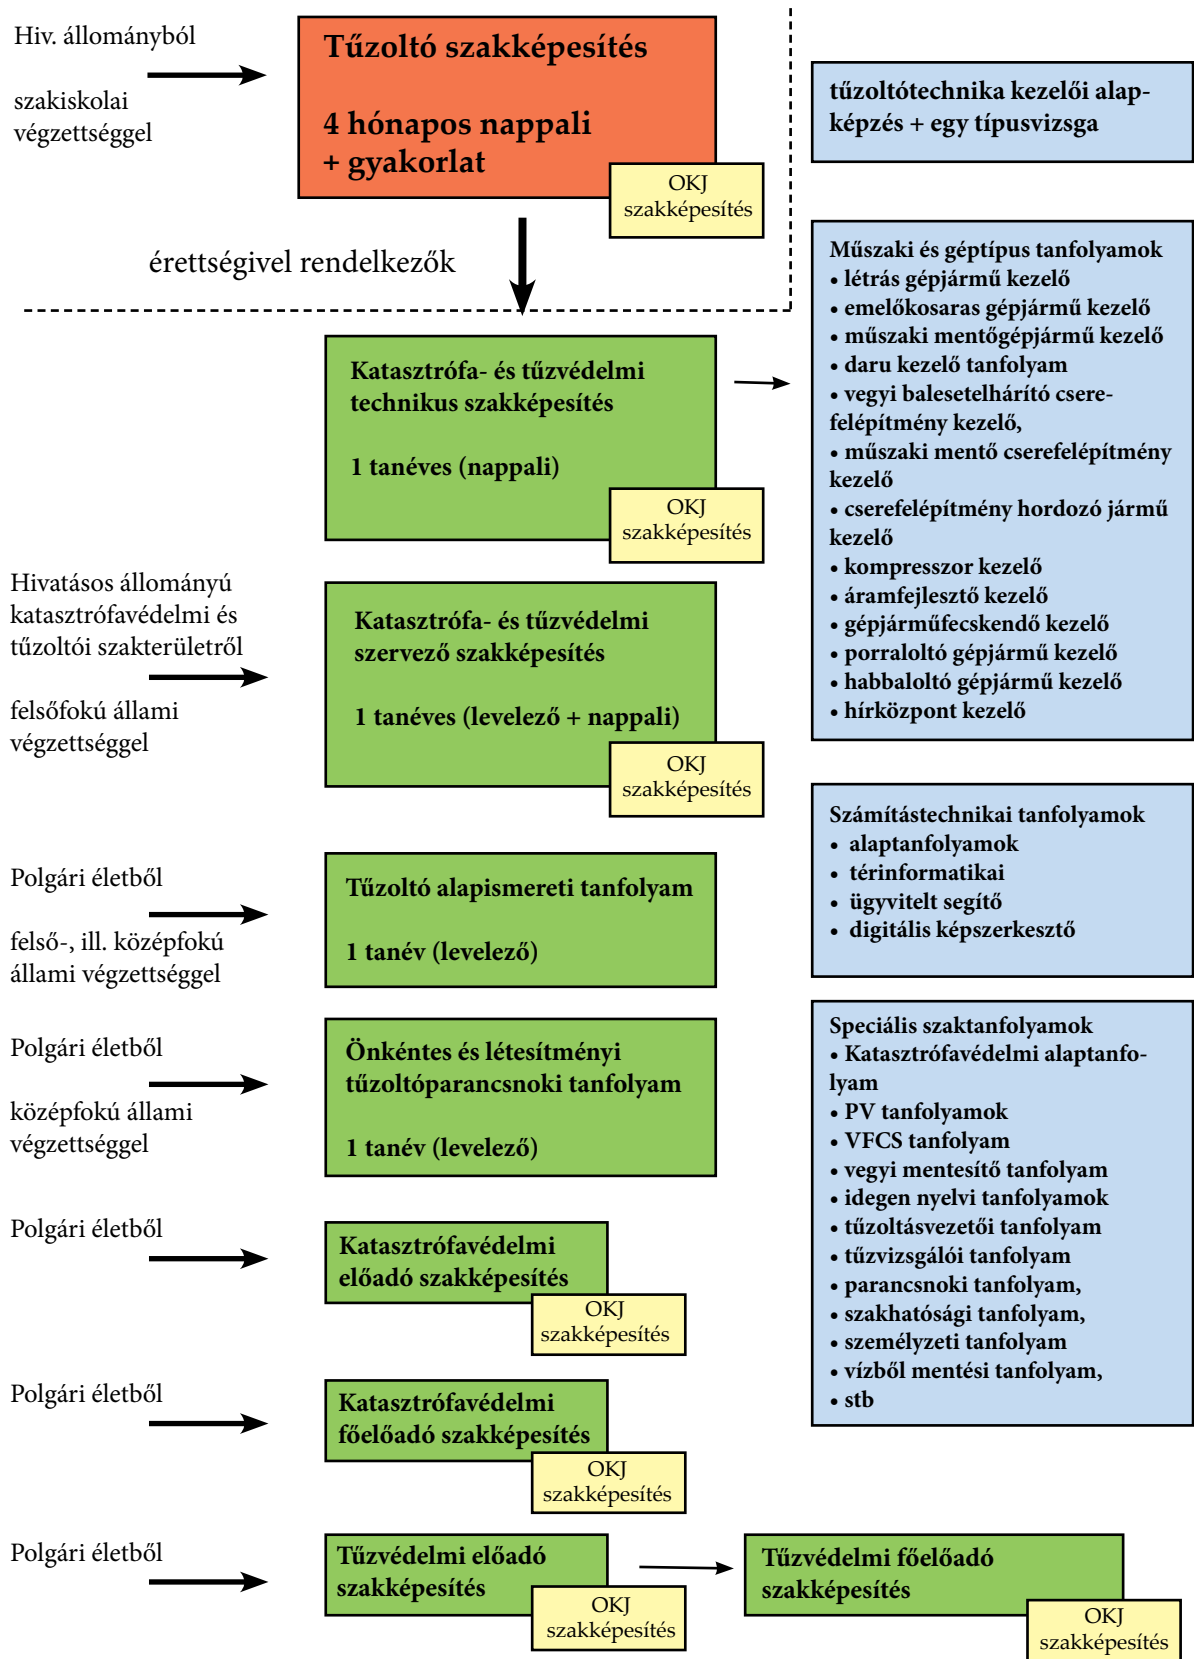 Hiv. állományból
szakiskolai
végzettséggel
Tűzoltó szakképesítés
4 hónapos nappali
+ gyakorlat
OKJ
szakképesítés
érettségivel rendelkezők
Katasztrófa- és tűzvédelmi
technikus szakképesítés
1 tanéves (nappali)
OKJ
szakképesítés
Hivatásos állományú
katasztrófavédelmi és
tűzoltói szakterületről
felsőfokú állami
végzettséggel
Katasztrófa- és tűzvédelmi
szervező szakképesítés
1 tanéves (levelező + nappali)
OKJ
szakképesítés
Polgári életből
felső-, ill. középfokú
állami végzettséggel
Tűzoltó alapismereti tanfolyam
1 tanév (levelező)
Polgári életből
középfokú állami
végzettséggel
Önkéntes és létesítményi
tűzoltóparancsnoki tanfolyam
1 tanév (levelező)
Polgári életből
Katasztrófavédelmi
előadó szakképesítés
OKJ
szakképesítés
Polgári életből
Katasztrófavédelmi
főelőadó szakképesítés
OKJ
szakképesítés
Polgári életből
Tűzvédelmi előadó
szakképesítés
OKJ
szakképesítés
Tűzvédelmi főelőadó
szakképesítés
OKJ
szakképesítés
tűzoltótechnika kezelői alap-
képzés + egy típusvizsga
Műszaki és géptípus tanfolyamok
• létrás gépjármű kezelő
• emelőkosaras gépjármű kezelő
• műszaki mentőgépjármű kezelő
• daru kezelő tanfolyam
• vegyi balesetelhárító csere-
felépítmény kezelő,
• műszaki mentő cserefelépítmény
kezelő
• cserefelépítmény hordozó jármű
kezelő
• kompresszor kezelő
• áramfejlesztő kezelő
• gépjárműfecskendő kezelő
• porraloltó gépjármű kezelő
• habbaloltó gépjármű kezelő
• hírközpont kezelő
Számítástechnikai tanfolyamok
• alaptanfolyamok
• térinformatikai
• ügyvitelt segítő
• digitális képszerkesztő
Speciális szaktanfolyamok
• Katasztrófavédelmi alaptanfo-
lyam
• PV tanfolyamok
• VFCS tanfolyam
• vegyi mentesítő tanfolyam
• idegen nyelvi tanfolyamok
• tűzoltásvezetői tanfolyam
• tűzvizsgálói tanfolyam
• parancsnoki tanfolyam,
• szakhatósági tanfolyam,
• személyzeti tanfolyam
• vízből mentési tanfolyam,
• stb